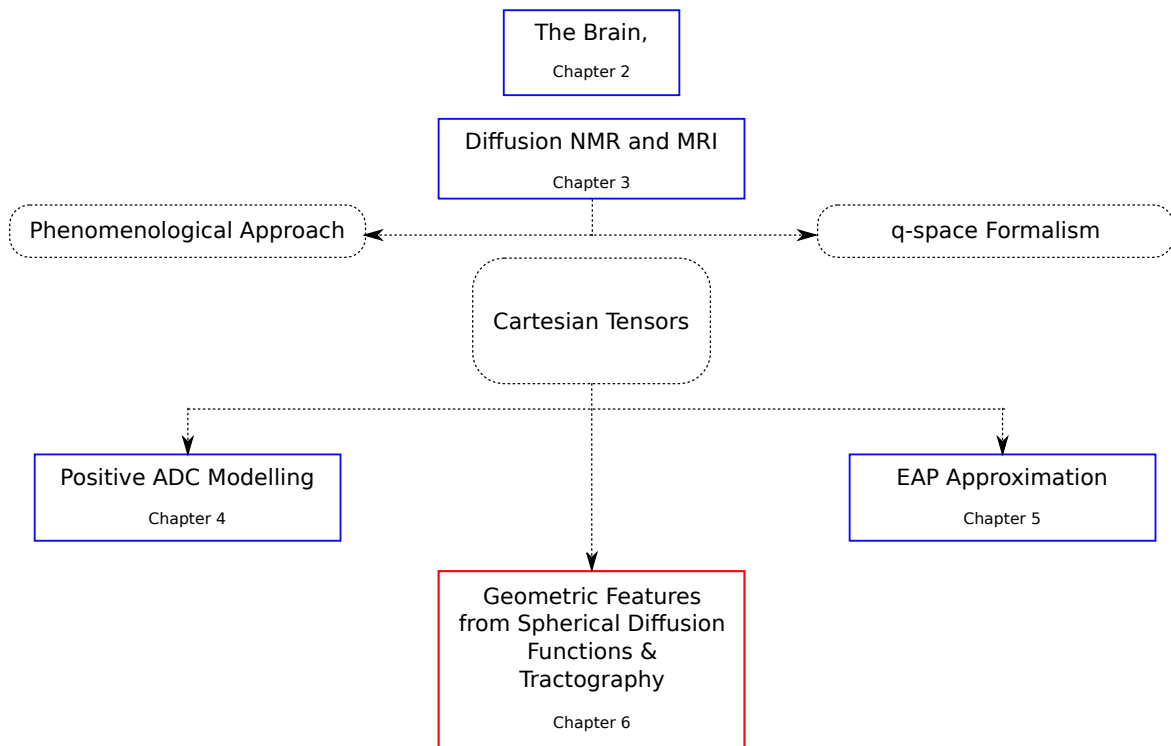 The Brain,
Chapter 2
Diffusion NMR and MRI
Chapter 3
Phenomenological Approach
q-space Formalism
Cartesian Tensors
Positive ADC Modelling
Chapter 4
EAP Approximation
Chapter 5
Geometric Features
from Spherical Diffusion
Functions &
Tractography
Chapter 6